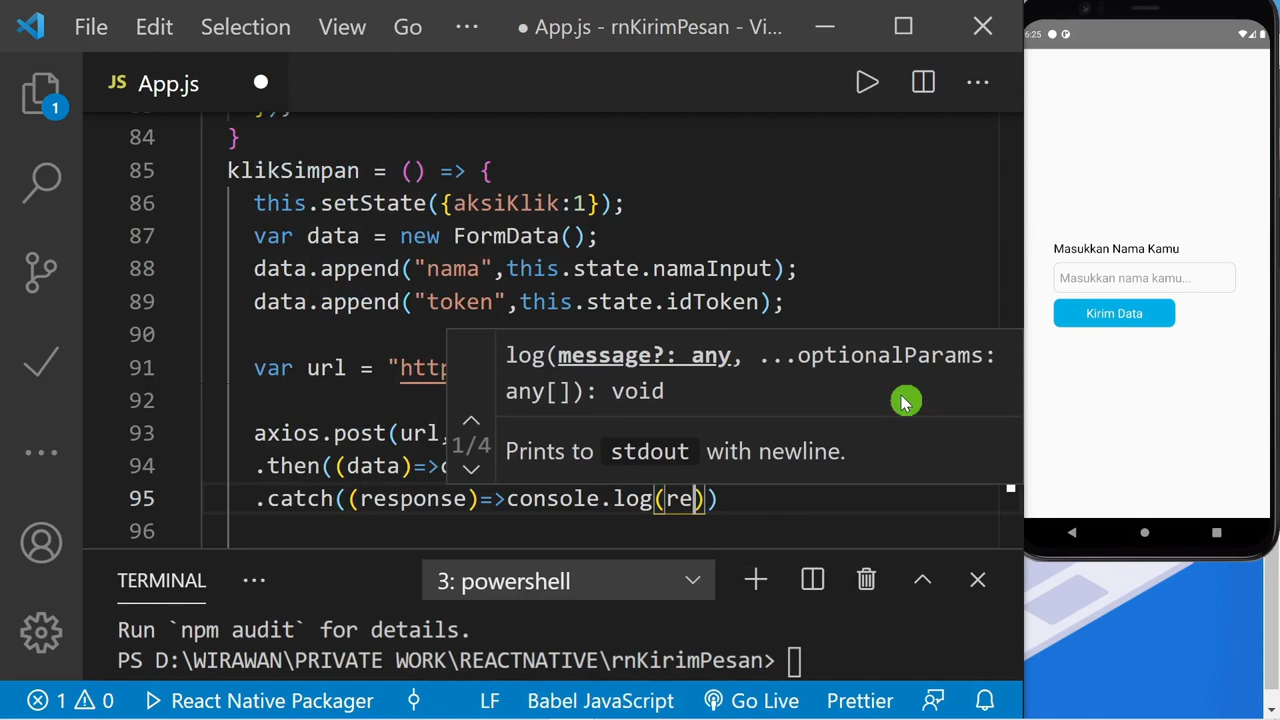 File Edit Selection View Go ··· ● App.js - rnKirimPesan - Vi...
JS App.js
1
84 }
85 klikSimpan = () => {
86 this.setState({aksiKlik:1});
87 var data = new FormData();
88 data.append("nama",this.state.namaInput);
89 data.append("token",this.state.idToken);
90
91 var url = "http
92
93 axios.post(url,
94 .then((data)=>c
95 .catch((response)=>console.log(re))
96
log(message?: any, ...optionalParams:
any[]): void
1/4
Prints to stdout with newline.
TERMINAL ··· 3: powershell
Run `npm audit` for details.
PS D:\WIRAWAN\PRIVATE WORK\REACTNATIVE\rnKirimPesan>
1 0 React Native Packager LF Babel JavaScript Go Live Prettier
6:25
Masukkan Nama Kamu
Masukkan nama kamu...
Kirim Data